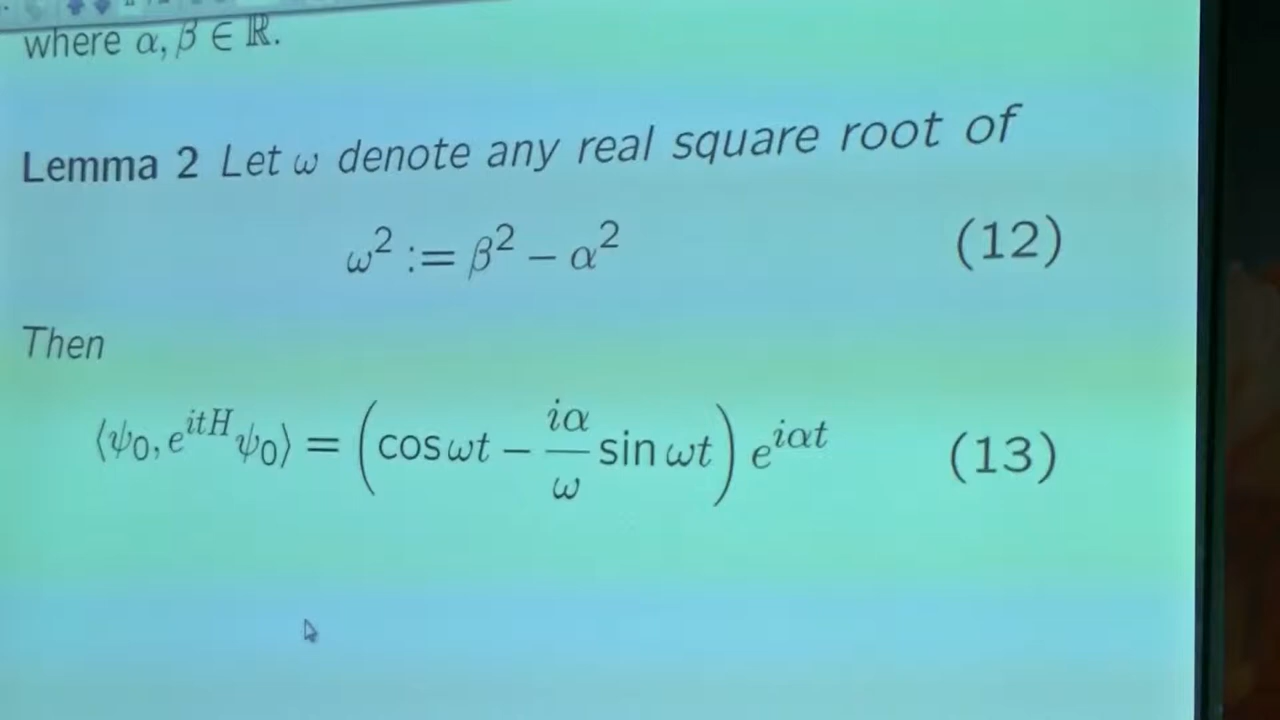 where α, β ∈ ℝ.
Lemma 2 Let ω denote any real square root of
ω² := β² − α² (12)
Then
⟨ψ₀, e^{itH} ψ₀⟩ = (cos ωt − \frac{iα}{ω} sin ωt) e^{iαt} (13)